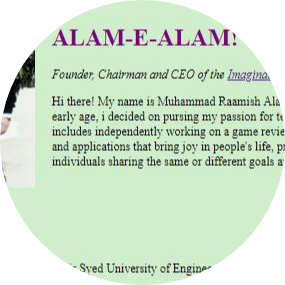 ALAM-E-ALAM!
Founder, Chairman and CEO of the
Hi there! My name is Muhammad Raamish
early age, i decided on pursing my passion for
includes independently working on a game
and applications that bring joy in people's life,
individuals sharing the same or different goals
Syed University of